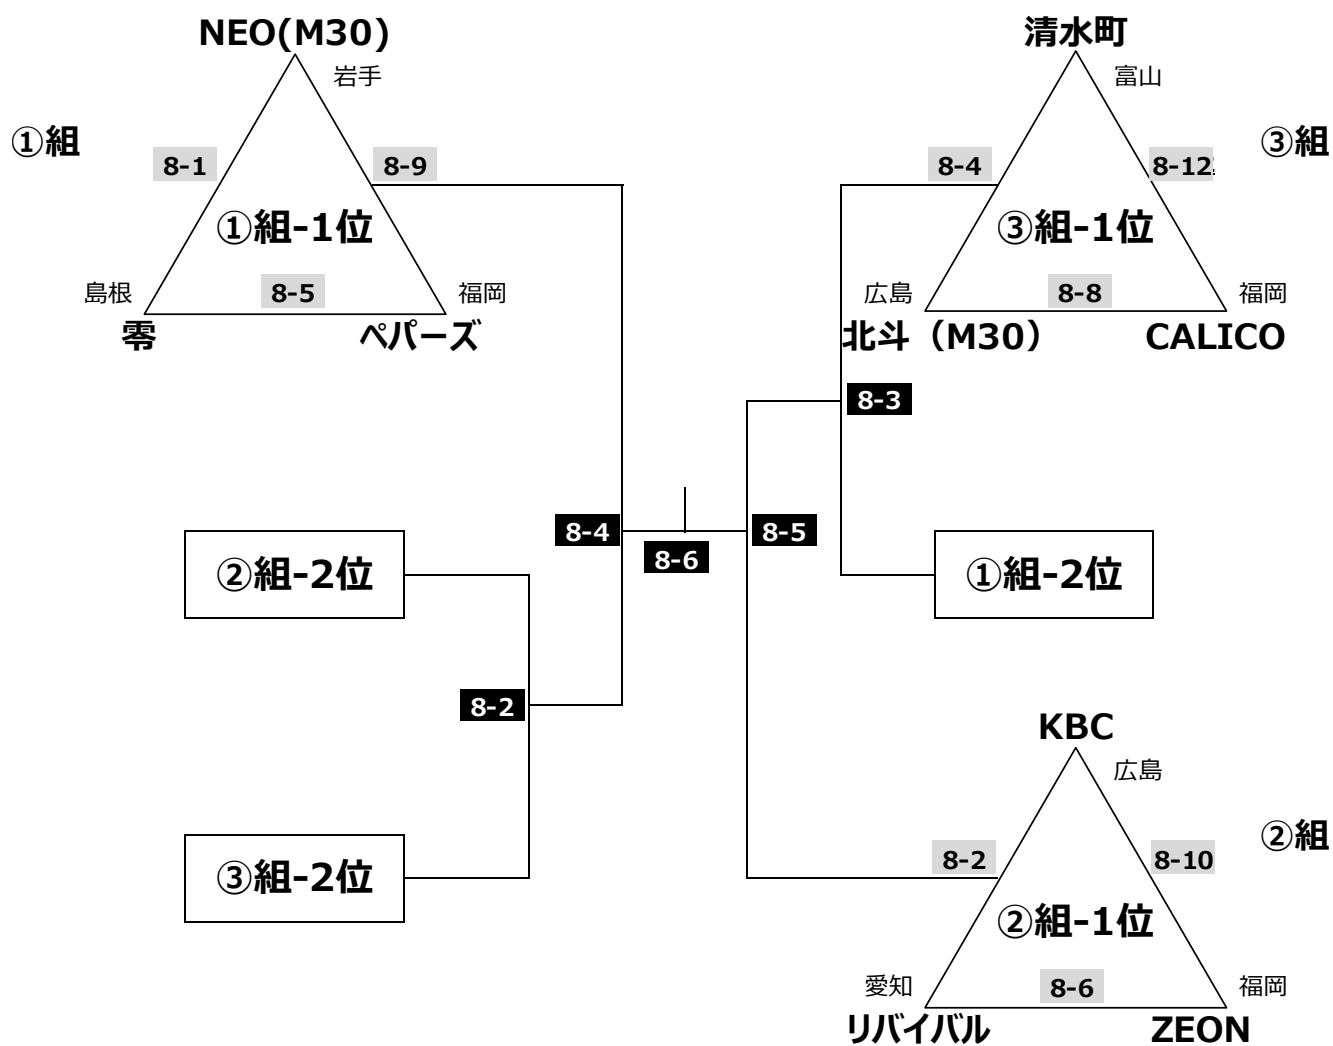 NEO(M30)
岩手
①組
8-1
8-9
①組-1位
島根
8-5
福岡
零
ペパーズ
清水町
富山
③組
8-4
8-12
③組-1位
広島
8-8
福岡
北斗（M30）
CALICO
8-3
8-4
8-6
8-5
②組-2位
①組-2位
8-2
③組-2位
KBC
広島
②組
8-2
8-10
②組-1位
愛知
8-6
福岡
リバイバル
ZEON